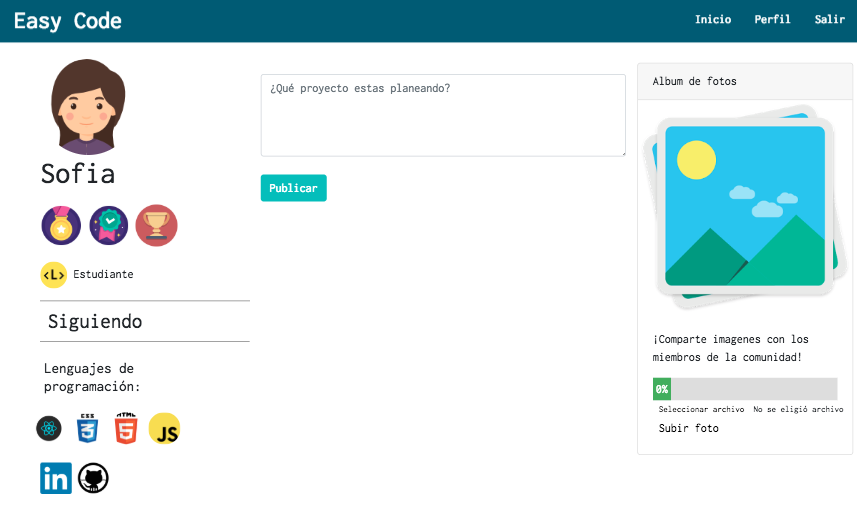 Easy Code
Inicio Perfil Salir
Sofia
<L> Estudiante
Siguiendo
Lenguajes de
programación:
CSS
3
HTML
5
JS
in
¿Qué proyecto estas planeando?
Publicar
Album de fotos
¡Comparte imagenes con los
miembros de la comunidad!
0%
Seleccionar archivo No se eligió archivo
Subir foto